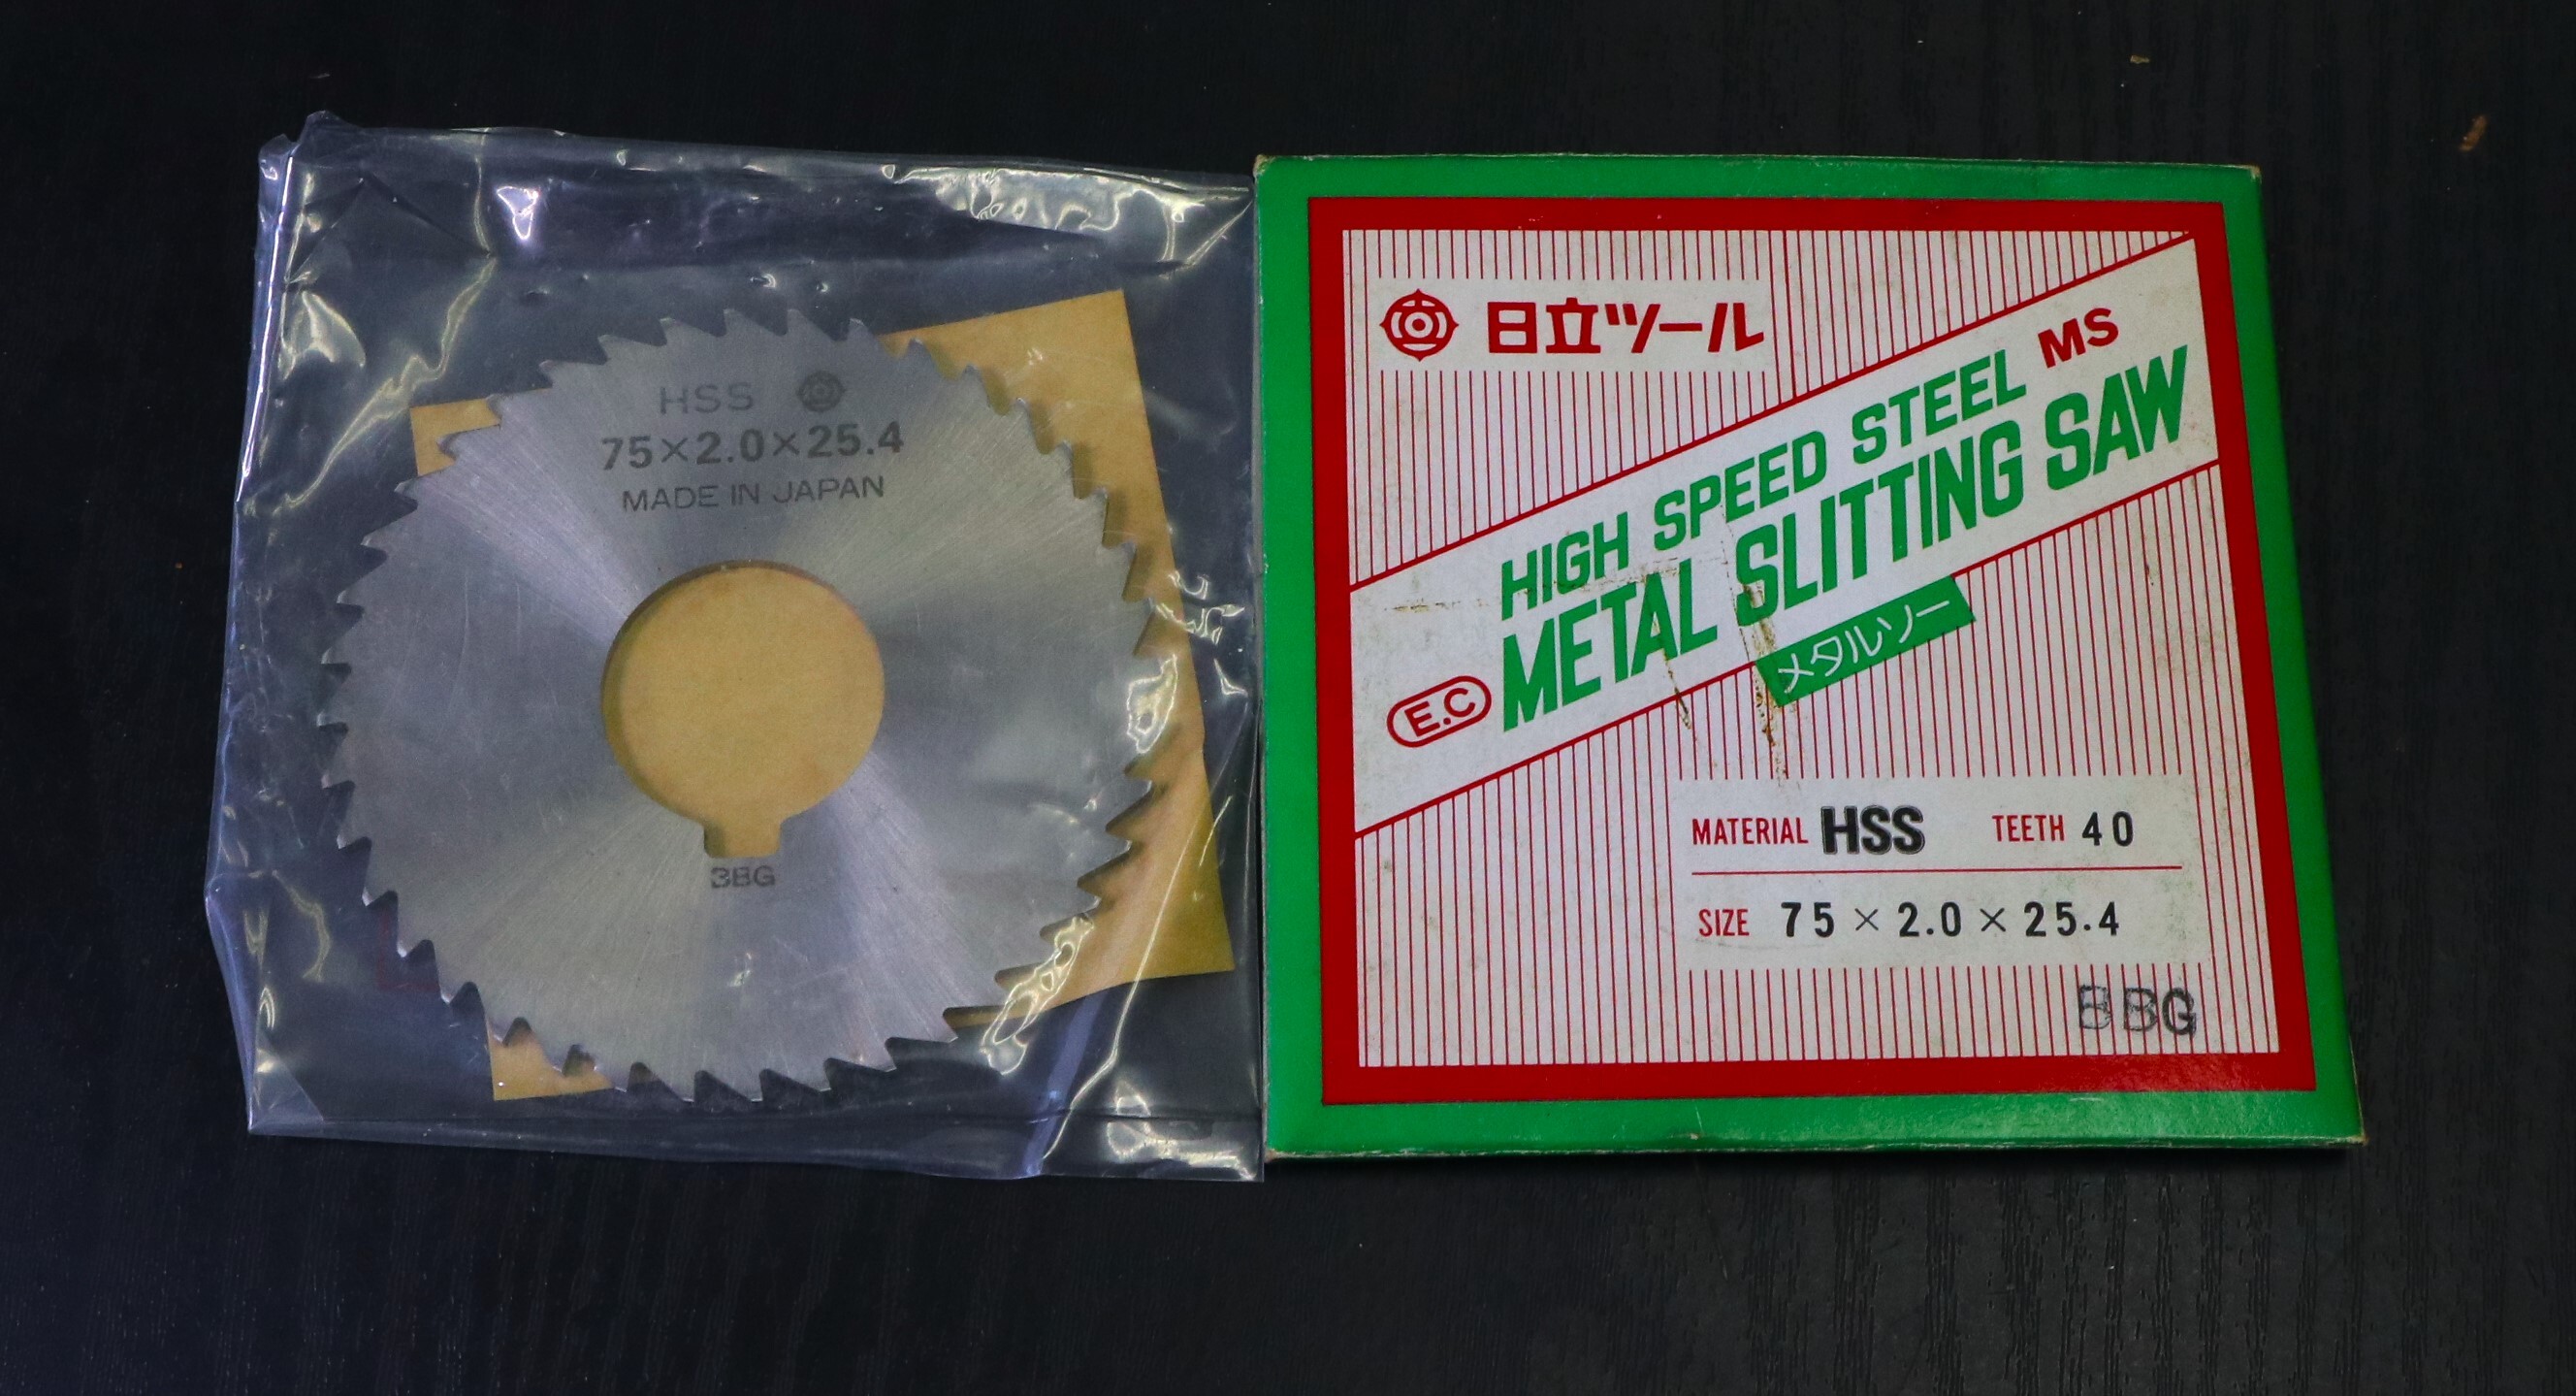 HSS
75×2.0×25.4
MADE IN JAPAN
3BG
日立ツール
MS
HIGH SPEED STEEL
METAL SLITTING SAW
E.C
メタルソー
MATERIAL HSS TEETH 40
SIZE 75 × 2.0 × 25.4